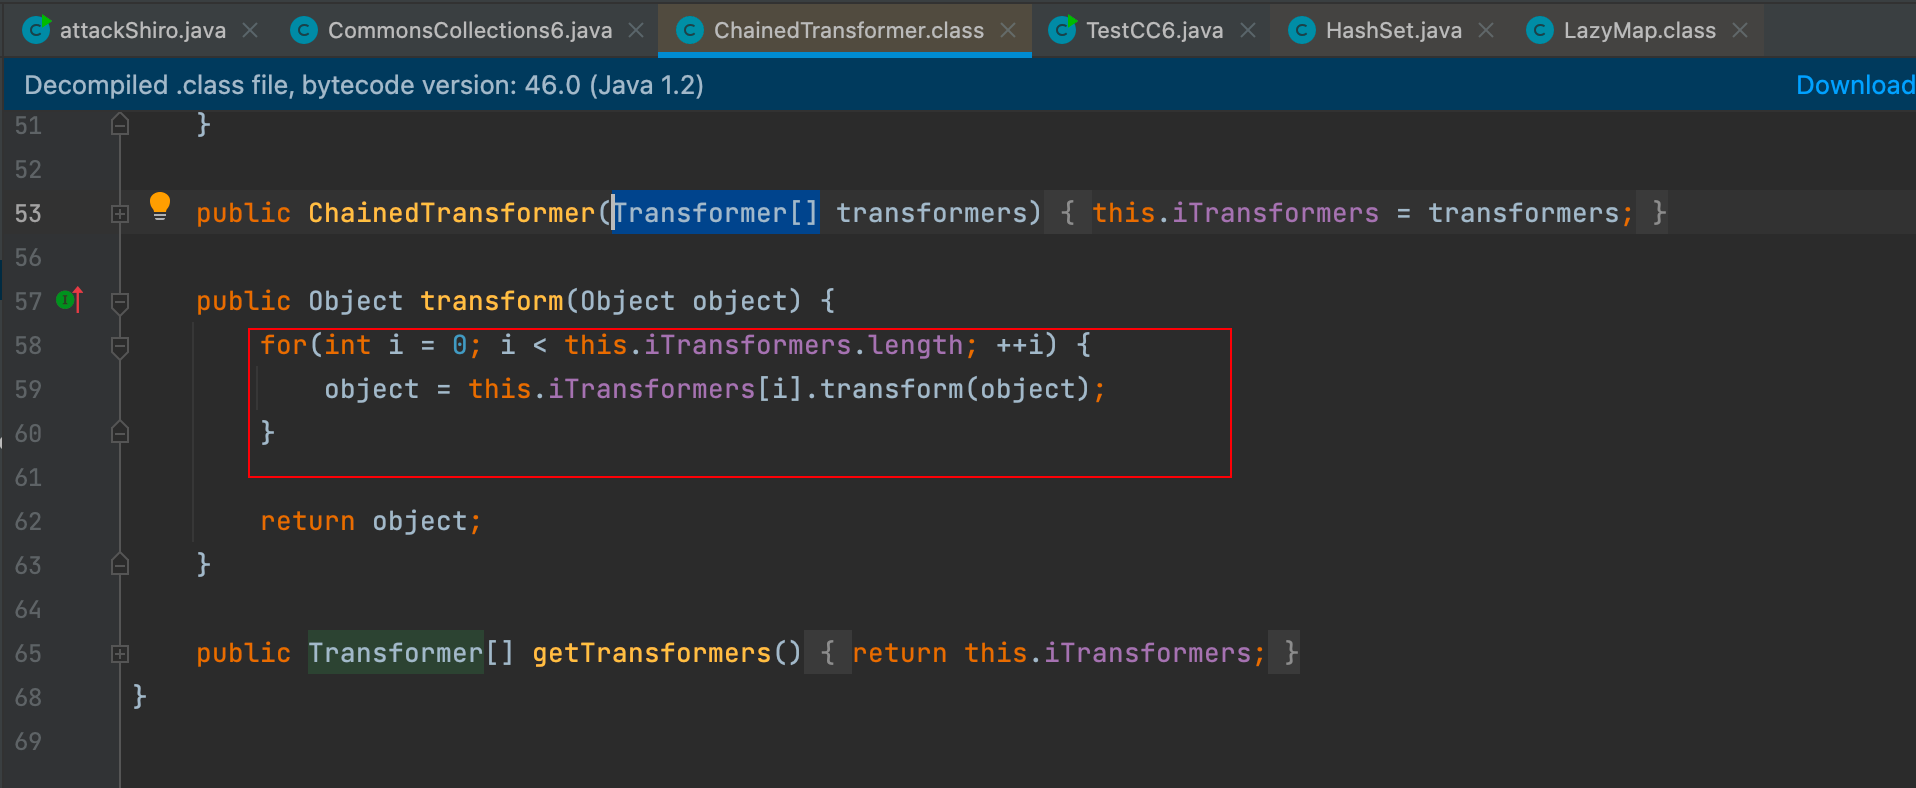 attackShiro.java CommonsCollections6.java ChainedTransformer.class TestCC6.java HashSet.java LazyMap.class
Decompiled .class file, bytecode version: 46.0 (Java 1.2) Download
51 }
52
53 public ChainedTransformer(Transformer[] transformers) { this.iTransformers = transformers; }
56
57 public Object transform(Object object) {
58 for(int i = 0; i < this.iTransformers.length; ++i) {
59 object = this.iTransformers[i].transform(object);
60 }
61
62 return object;
63 }
64
65 public Transformer[] getTransformers() { return this.iTransformers; }
68 }
69